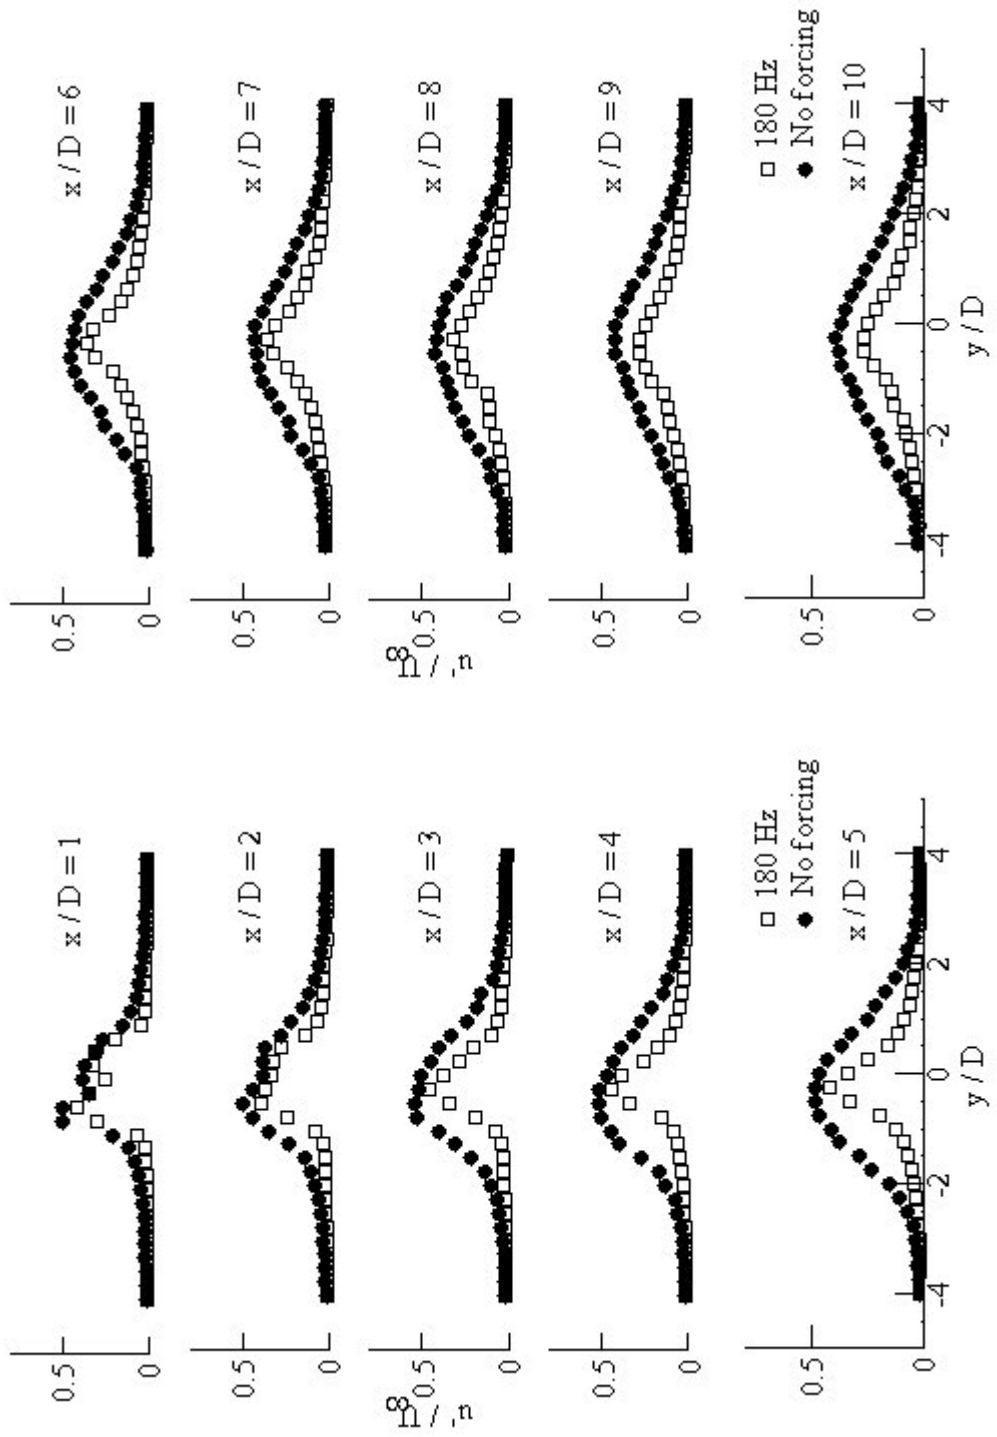 x / D = 1
0.5
0
x / D = 2
0.5
0
x / D = 3
0.5
0
u' / U∞
x / D = 4
0.5
0
□ 180 Hz
● No forcing
x / D = 5
0.5
0
-4
-2
0
2
4
y / D
x / D = 6
0.5
0
x / D = 7
0.5
0
x / D = 8
0.5
0
u' / U∞
x / D = 9
0.5
0
□ 180 Hz
● No forcing
x / D = 10
0.5
0
-4
-2
0
2
4
y / D